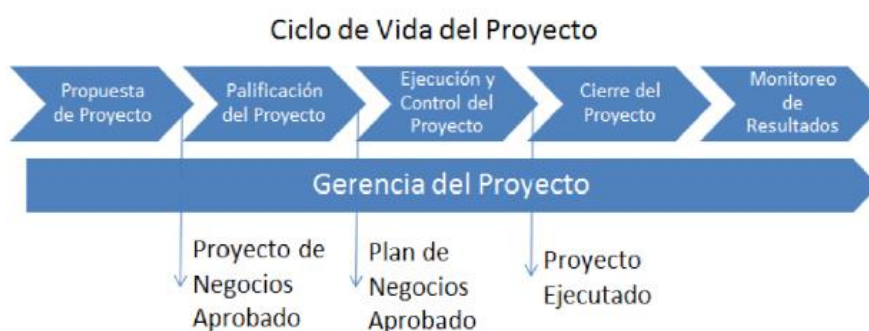 Ciclo de Vida del Proyecto
Propuesta
de Proyecto
Palificación
del Proyecto
Ejecución y
Control del
Proyecto
Cierre del
Proyecto
Monitoreo
de
Resultados
Gerencia del Proyecto
Proyecto de
Negocios
Aprobado
Plan de
Negocios
Aprobado
Proyecto
Ejecutado